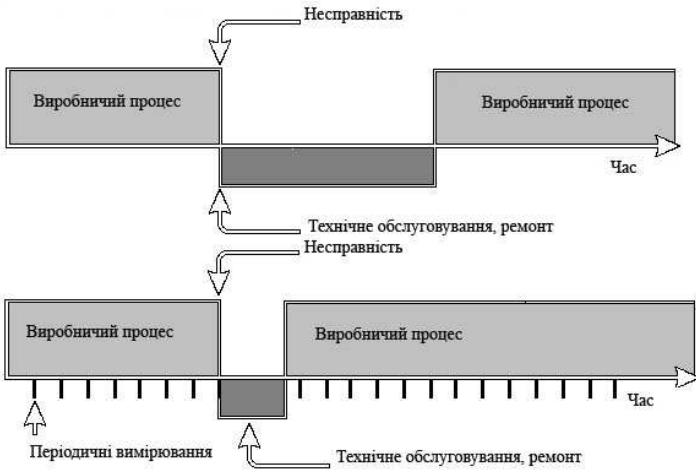 Несправність
Виробничий процес
Виробничий процес
Час
Технічне обслуговування, ремонт
Несправність
Виробничий процес
Виробничий процес
Час
Періодичні вимірювання
Технічне обслуговування, ремонт